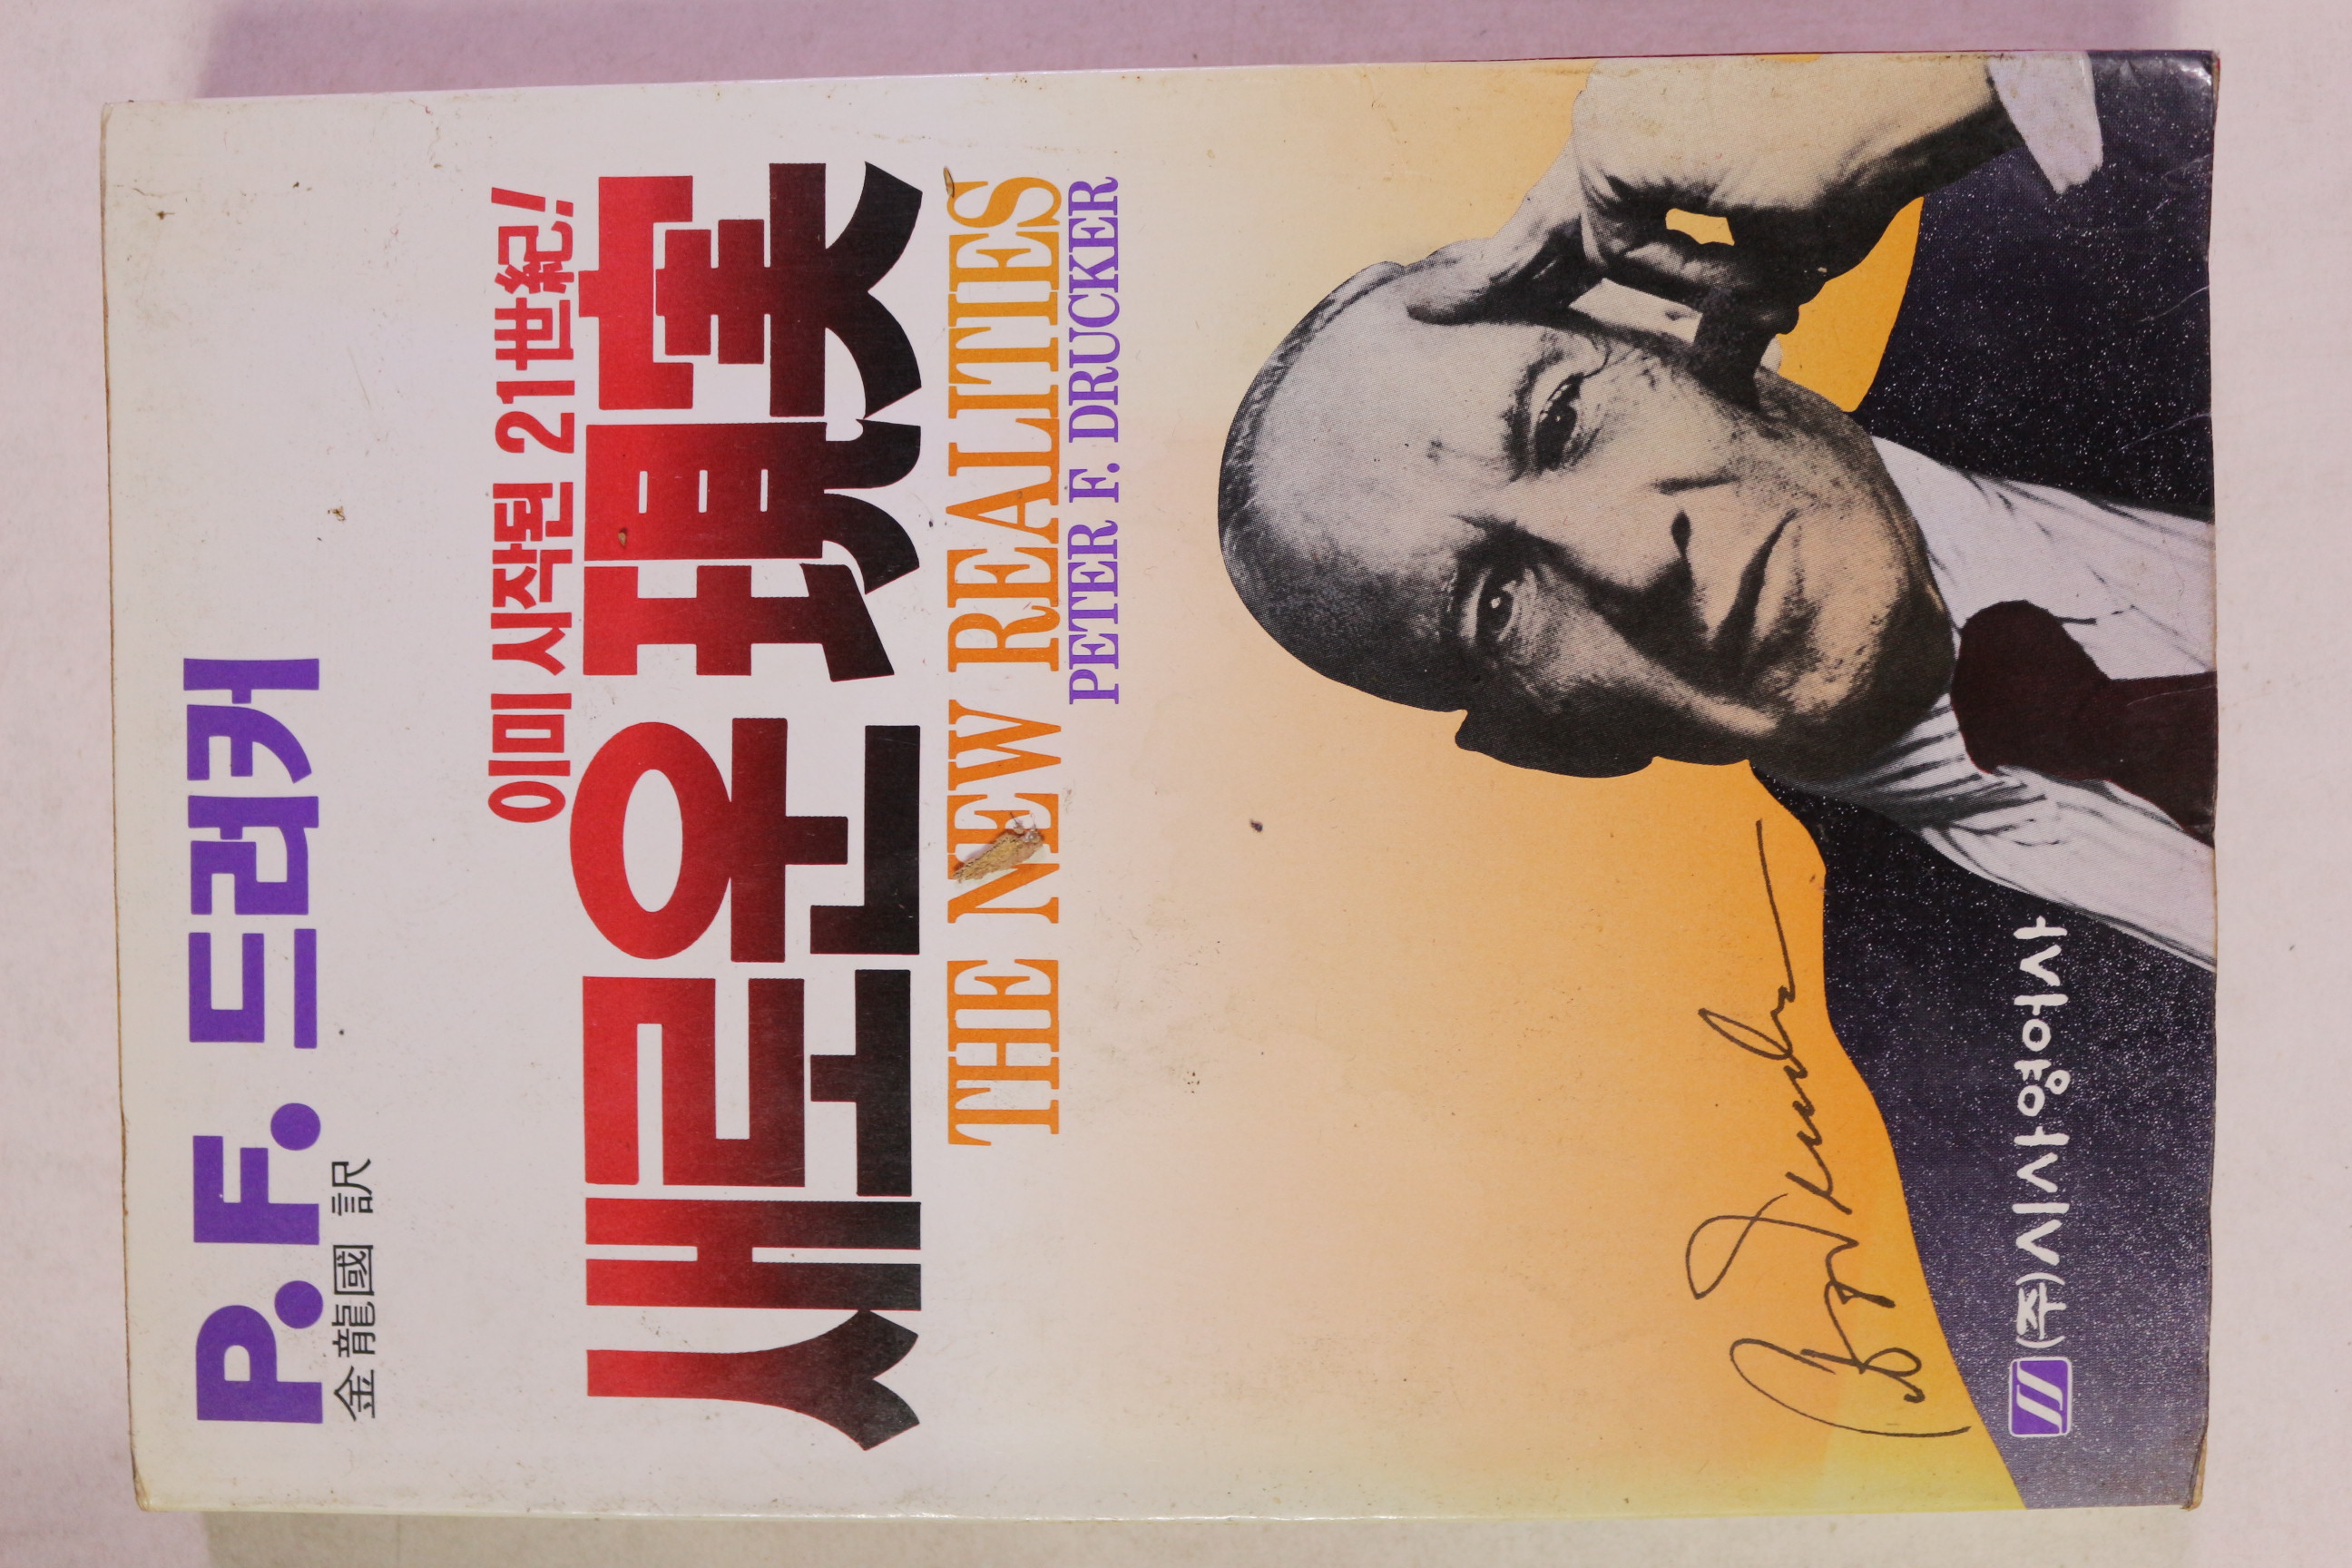 P.F. 드러커
金龍國 訳
이미 시작된 21世紀!
새로운 現実
THE NEW REALITIES
PETER F. DRUCKER
(주)시사영어사